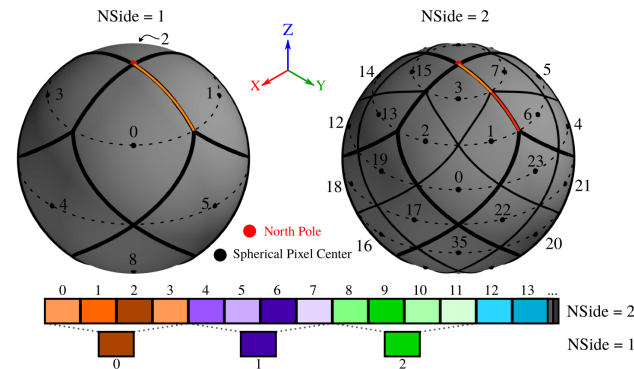 NSide = 1
NSide = 2
2
3
1
0
4
5
8
Z
X
Y
14
15
7
5
3
13
6
12
2
1
4
19
23
0
18
21
17
22
16
35
20
North Pole
Spherical Pixel Center
0 1 2 3 4 5 6 7 8 9 10 11 12 13 ...
NSide = 2
NSide = 1
0 1 2